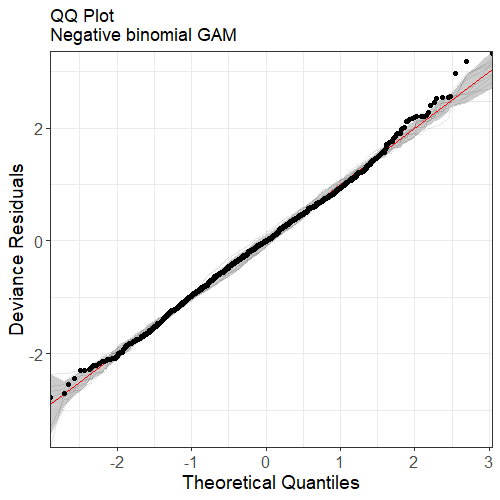 QQ Plot
Negative binomial GAM
Deviance Residuals
2
0
-2
-2
-1
0
1
2
3
Theoretical Quantiles